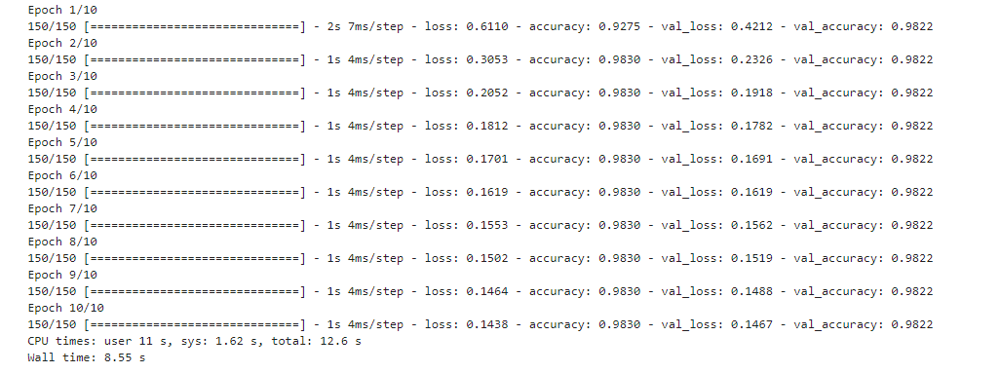 Epoch 1/10
150/150 [==============================] - 2s 7ms/step - loss: 0.6110 - accuracy: 0.9275 - val_loss: 0.4212 - val_accuracy: 0.9822
Epoch 2/10
150/150 [==============================] - 1s 4ms/step - loss: 0.3053 - accuracy: 0.9830 - val_loss: 0.2326 - val_accuracy: 0.9822
Epoch 3/10
150/150 [==============================] - 1s 4ms/step - loss: 0.2052 - accuracy: 0.9830 - val_loss: 0.1918 - val_accuracy: 0.9822
Epoch 4/10
150/150 [==============================] - 1s 4ms/step - loss: 0.1812 - accuracy: 0.9830 - val_loss: 0.1782 - val_accuracy: 0.9822
Epoch 5/10
150/150 [==============================] - 1s 4ms/step - loss: 0.1701 - accuracy: 0.9830 - val_loss: 0.1691 - val_accuracy: 0.9822
Epoch 6/10
150/150 [==============================] - 1s 4ms/step - loss: 0.1619 - accuracy: 0.9830 - val_loss: 0.1619 - val_accuracy: 0.9822
Epoch 7/10
150/150 [==============================] - 1s 4ms/step - loss: 0.1553 - accuracy: 0.9830 - val_loss: 0.1562 - val_accuracy: 0.9822
Epoch 8/10
150/150 [==============================] - 1s 4ms/step - loss: 0.1502 - accuracy: 0.9830 - val_loss: 0.1519 - val_accuracy: 0.9822
Epoch 9/10
150/150 [==============================] - 1s 4ms/step - loss: 0.1464 - accuracy: 0.9830 - val_loss: 0.1488 - val_accuracy: 0.9822
Epoch 10/10
150/150 [==============================] - 1s 4ms/step - loss: 0.1438 - accuracy: 0.9830 - val_loss: 0.1467 - val_accuracy: 0.9822
CPU times: user 11 s, sys: 1.62 s, total: 12.6 s
Wall time: 8.55 s